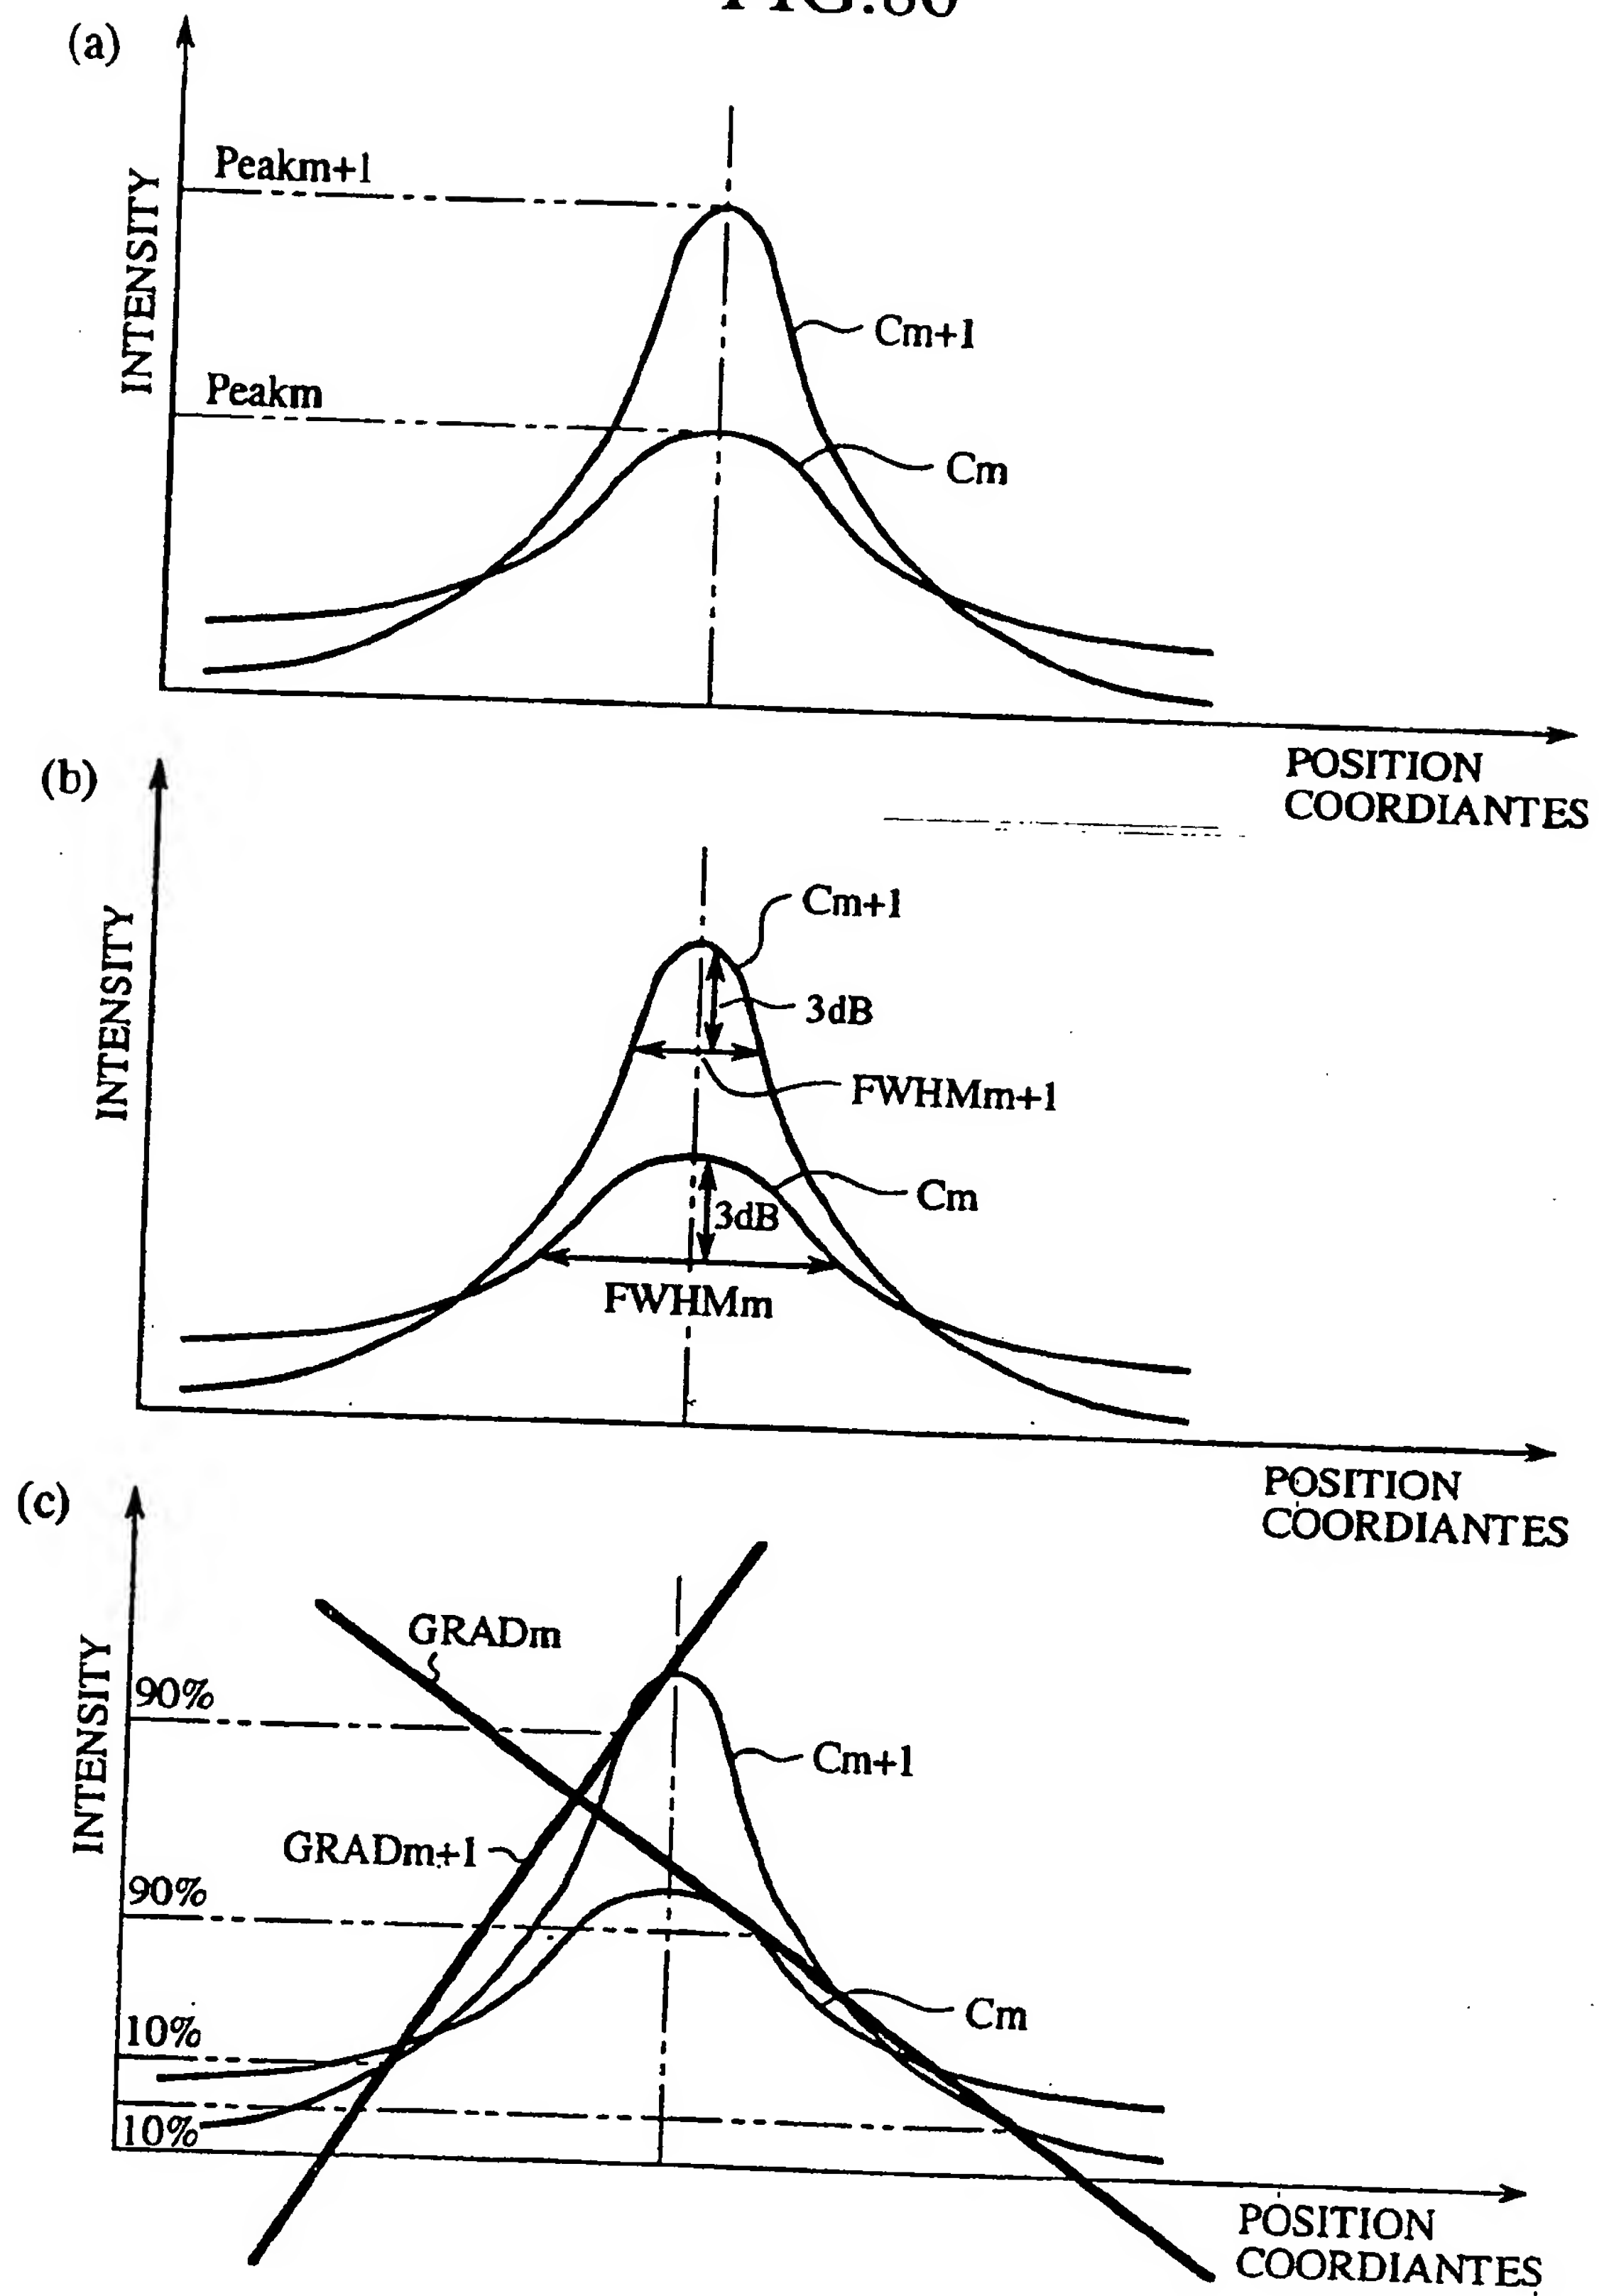 (a)
Peakm+1
INTENSITY
Cm+1
Peakm
Cm
POSITION
COORDIANTES
(b)
Cm+1
INTENSITY
3dB
FWHMm+1
Cm
3dB
FWHMm
POSITION
COORDIANTES
(c)
GRADm
INTENSITY
90%
Cm+1
GRADm+1
90%
Cm
10%
10%
POSITION
COORDIANTES